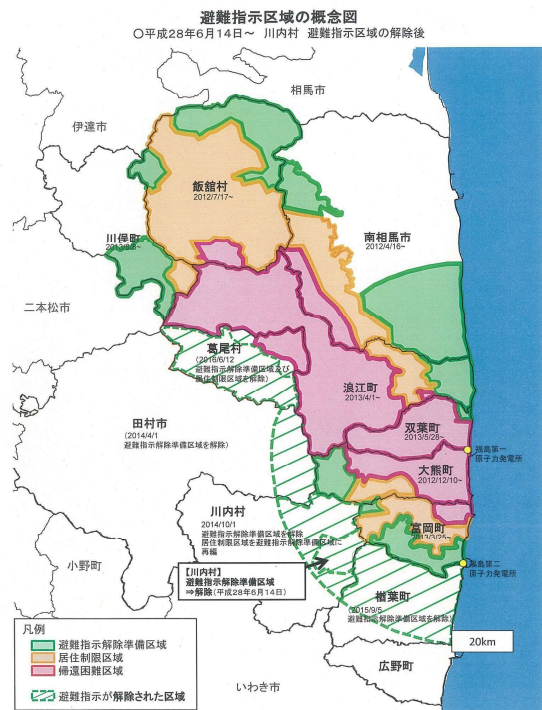 避難指示区域の概念図
○平成28年6月14日～ 川内村 避難指示区域の解除後
相馬市
伊達市
飯舘村
2012/7/17~
川俣町
2013/8/8~
南相馬市
2012/4/16~
二本松市
葛尾村
(2016/6/12
避難指示解除準備区域及び
居住制限区域を解除)
浪江町
2013/4/1~
田村市
(2014/4/1
避難指示解除準備区域を解除)
双葉町
2013/5/28~
福島第一
原子力発電所
大熊町
2012/12/10~
川内村
2014/10/1
避難指示解除準備区域を解除
居住制限区域を避難指示解除準備区域に
再編
富岡町
2013/3/25~
小野町
【川内村】
避難指示解除準備区域
⇒解除(平成28年6月14日)
福島第二
原子力発電所
楢葉町
(2015/9/5
避難指示解除準備区域を解除)
20km
広野町
いわき市
凡例
避難指示解除準備区域
居住制限区域
帰還困難区域
避難指示が解除された区域